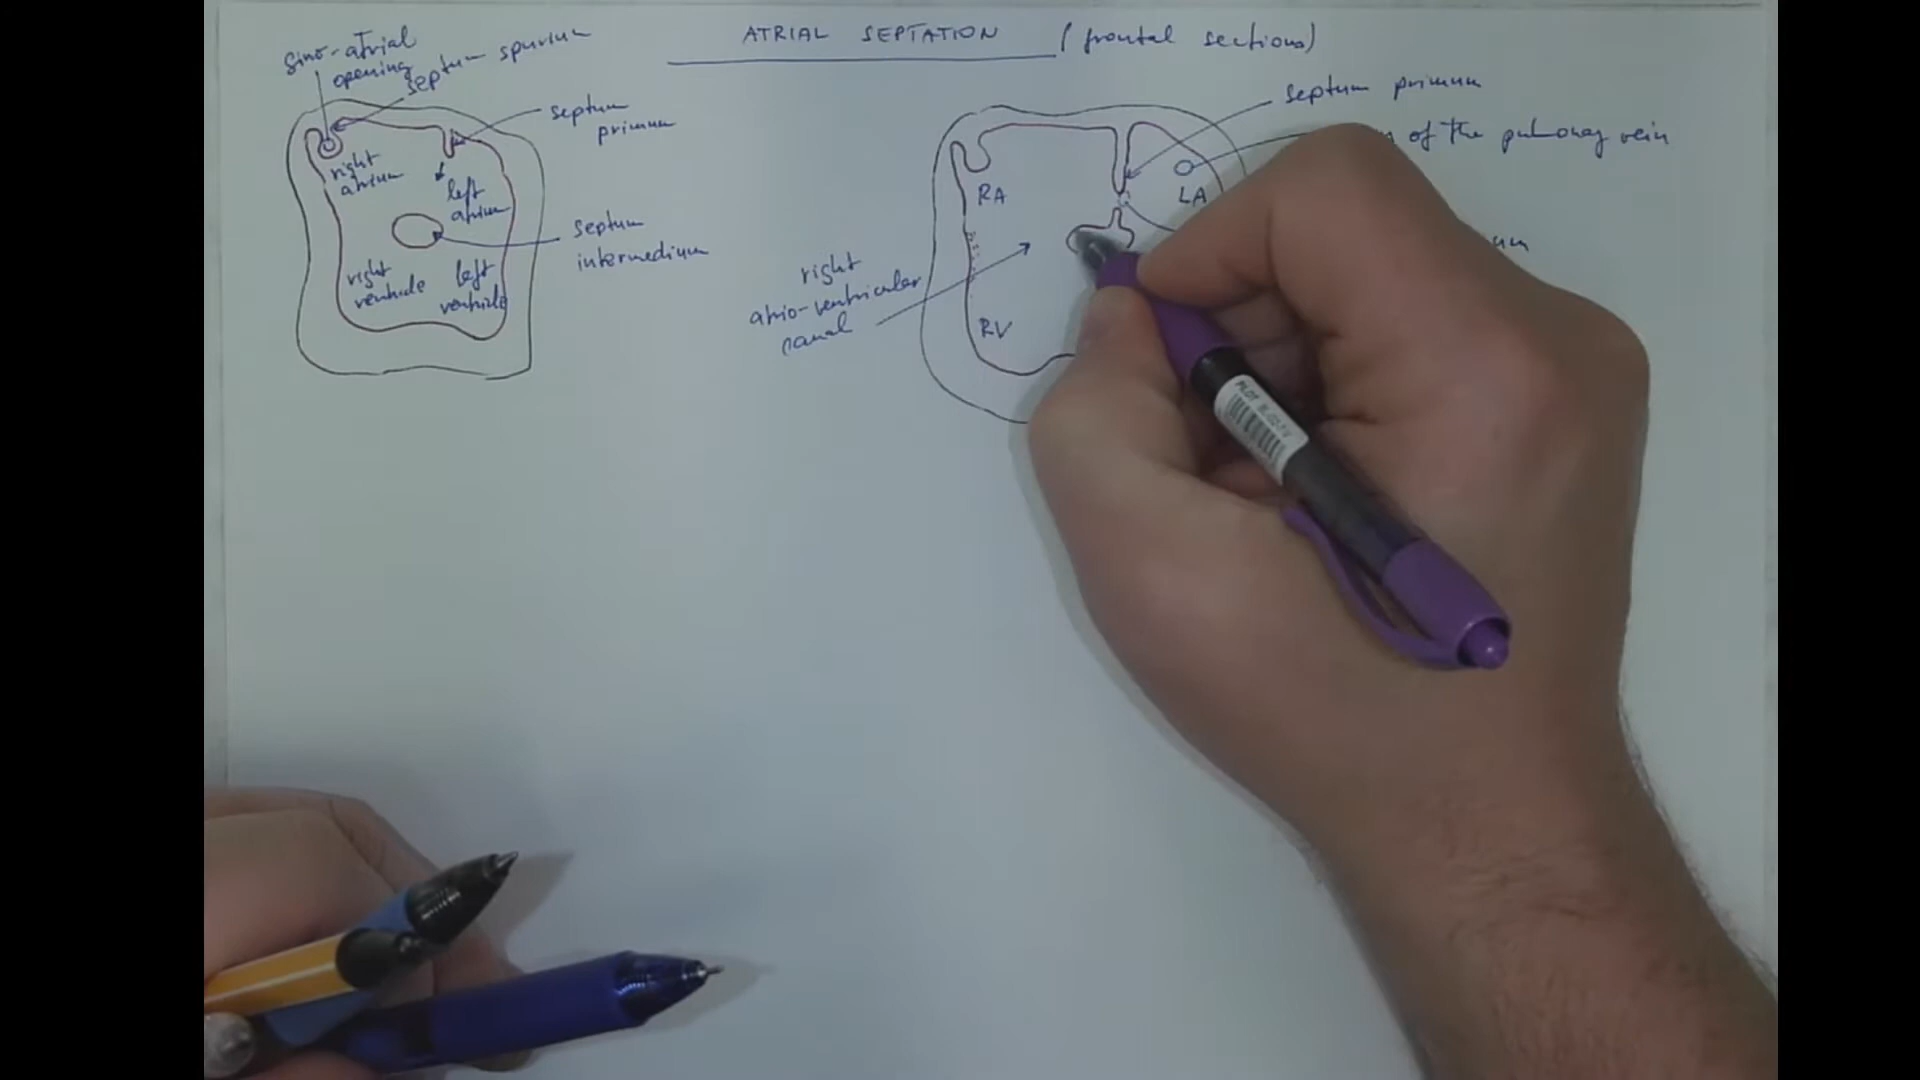 ATRIAL SEPTATION (frontal sections)
sino-atrial
opening
septum spurium
septum
primum
right
atrium
left
atrium
septum
intermedium
right
ventricle
left
ventricle
septum primum
of the pulmonary vein
RA
LA
right
atrio-ventricular
canal
RV
PILOT